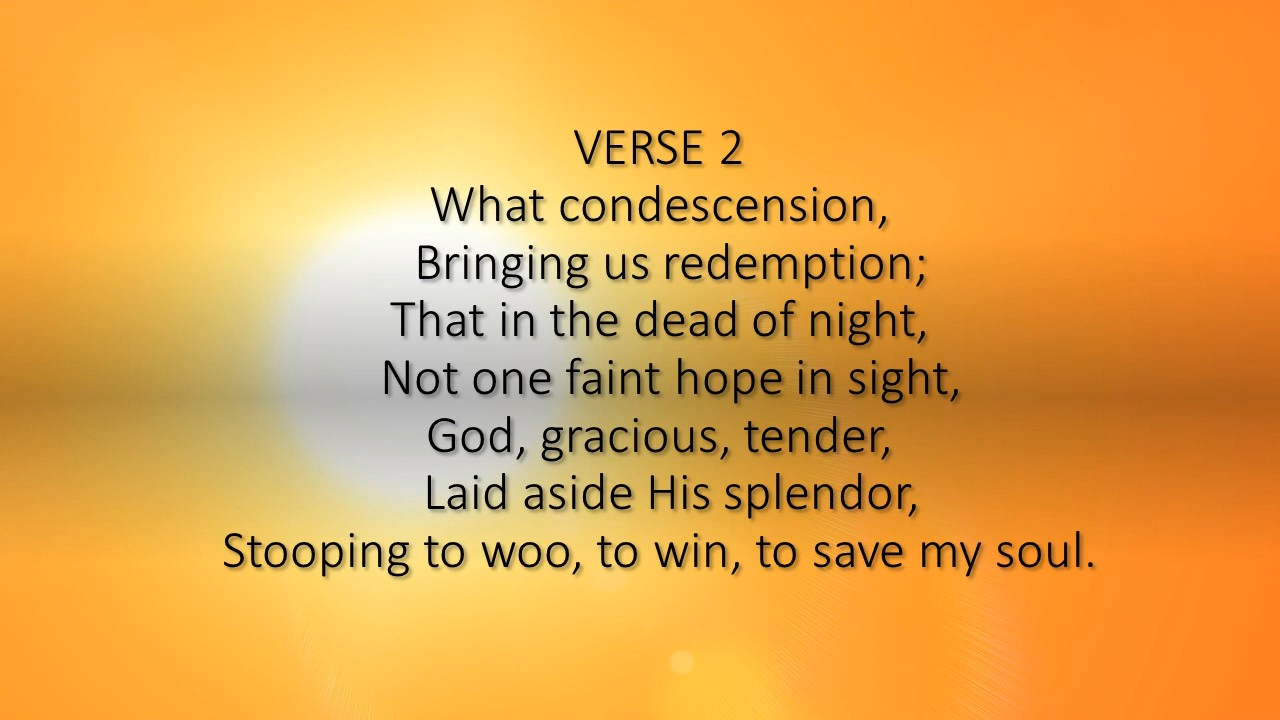 VERSE 2
What condescension,
Bringing us redemption;
That in the dead of night,
Not one faint hope in sight,
God, gracious, tender,
Laid aside His splendor,
Stooping to woo, to win, to save my soul.